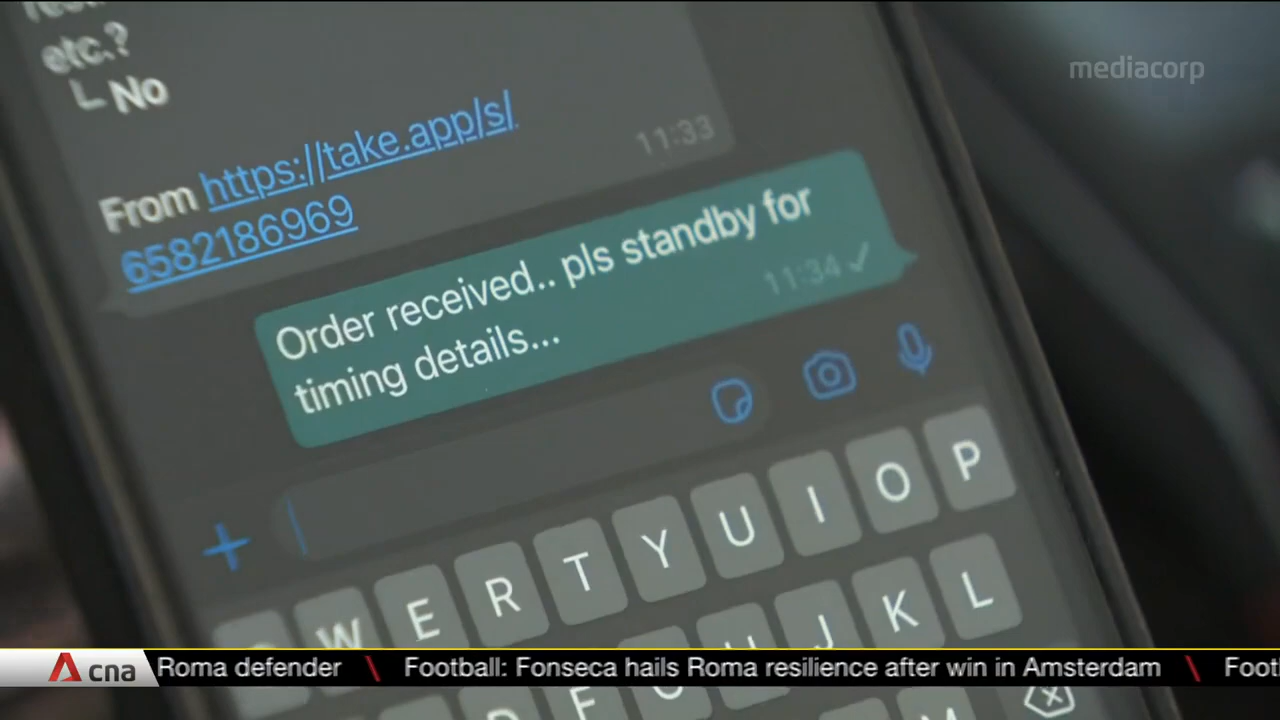 etc.?
No
From https://take.app/s/
6582186969
11:33
Order received.. pls standby for
timing details...
11:34
W E R T Y U I O P
J K L
mediacorp
cna
Roma defender \ Football: Fonseca hails Roma resilience after win in Amsterdam \ Foot